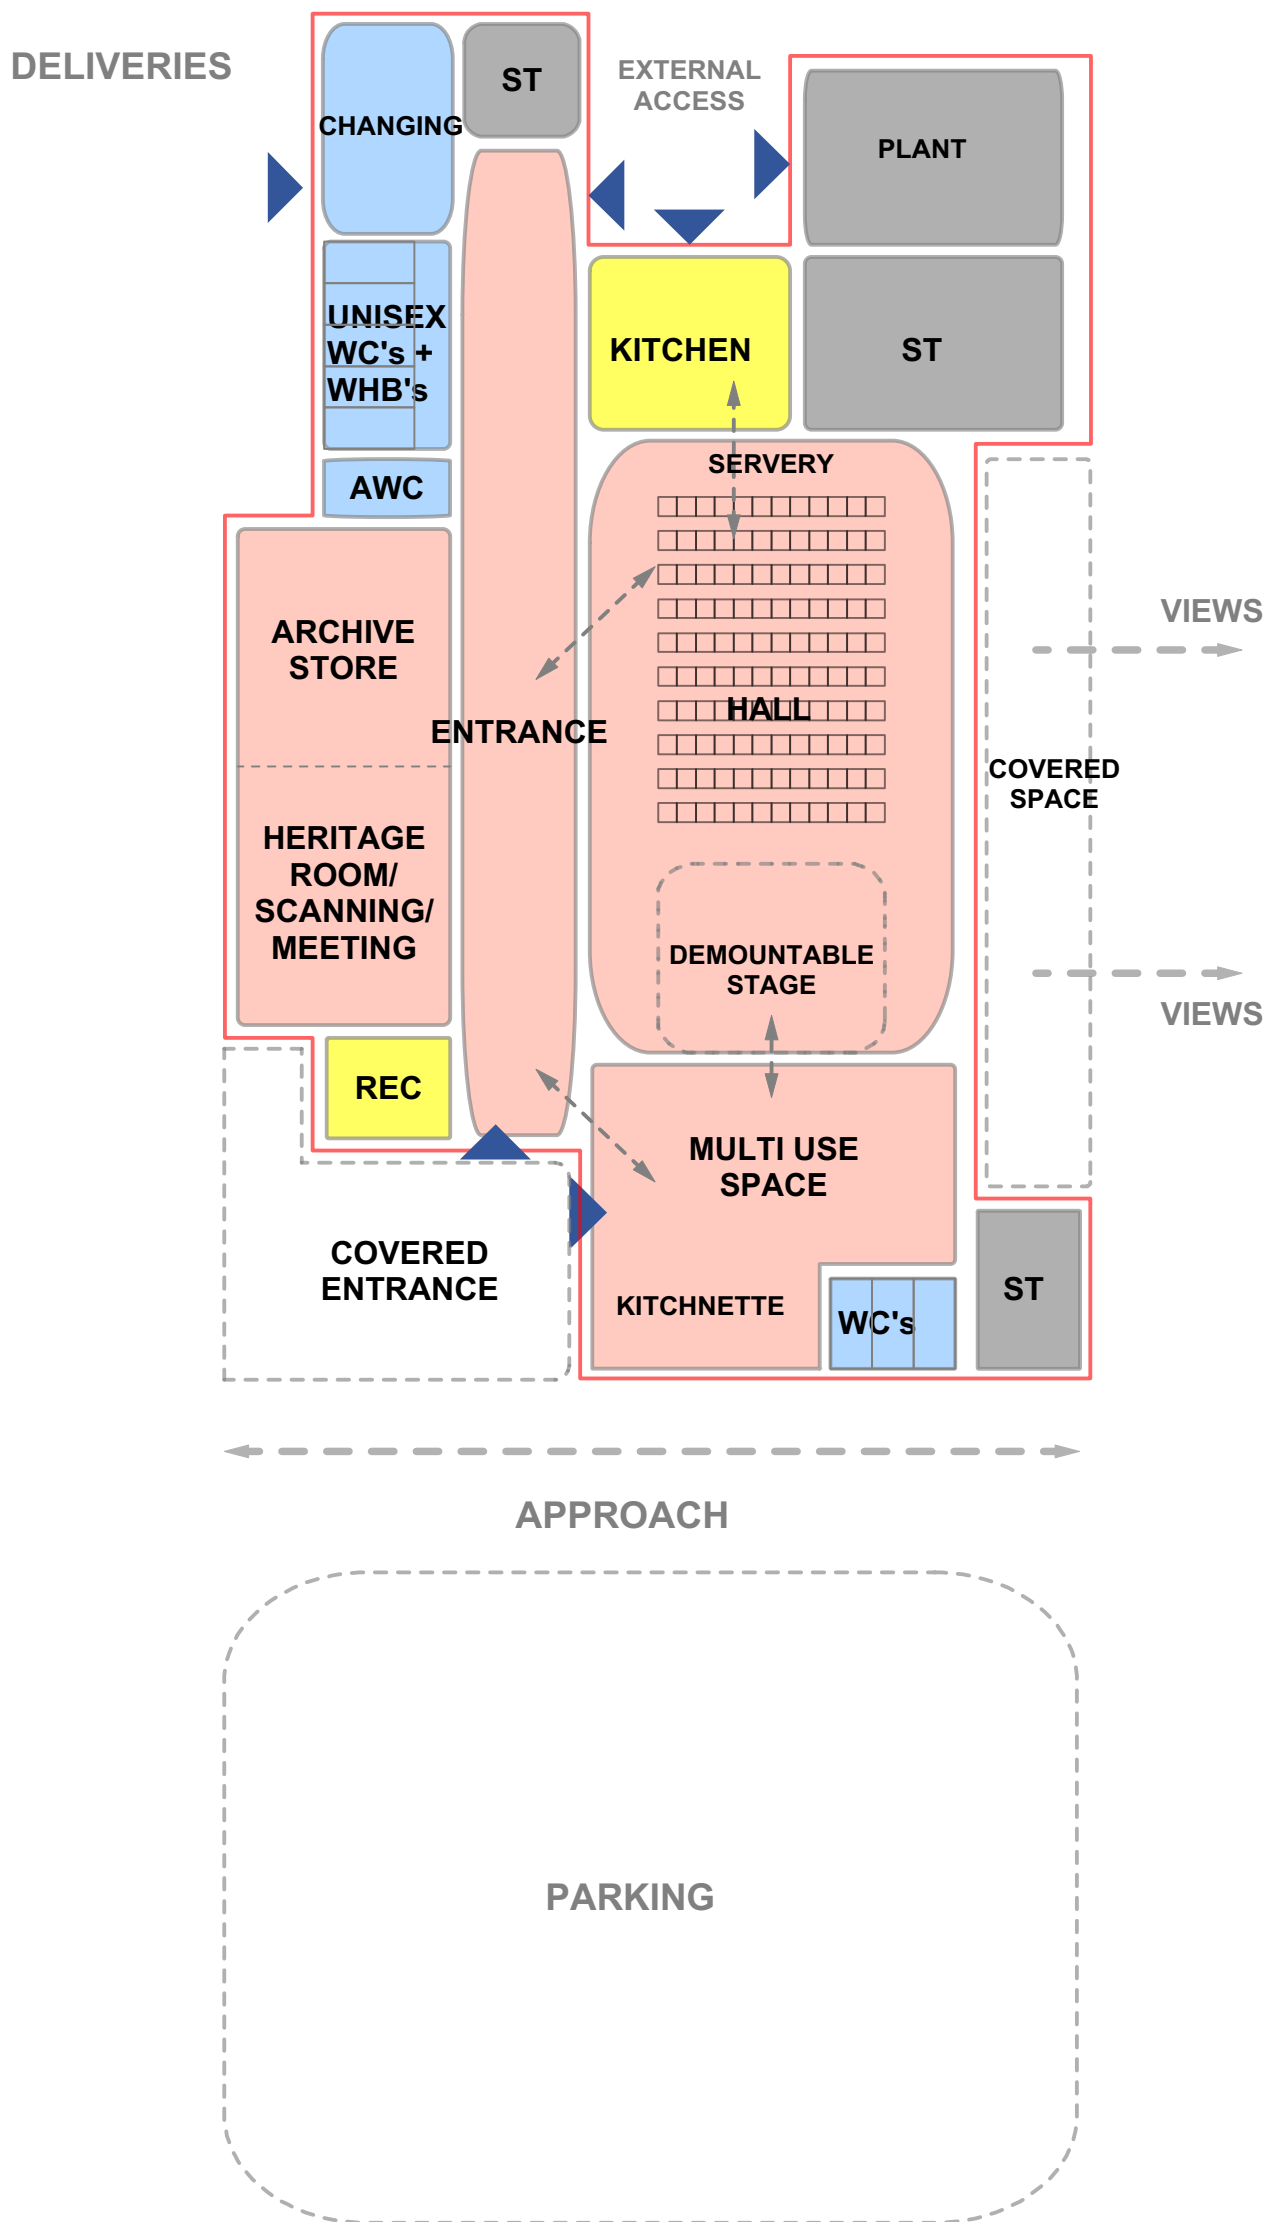 DELIVERIES
ST
EXTERNAL
ACCESS
CHANGING
PLANT
UNISEX
WC's +
WHB's
KITCHEN
ST
AWC
SERVERY
ARCHIVE
STORE
VIEWS
ENTRANCE
HALL
COVERED
SPACE
HERITAGE
ROOM/
SCANNING/
MEETING
DEMOUNTABLE
STAGE
VIEWS
REC
MULTI USE
SPACE
COVERED
ENTRANCE
KITCHNETTE
WC's
ST
APPROACH
PARKING